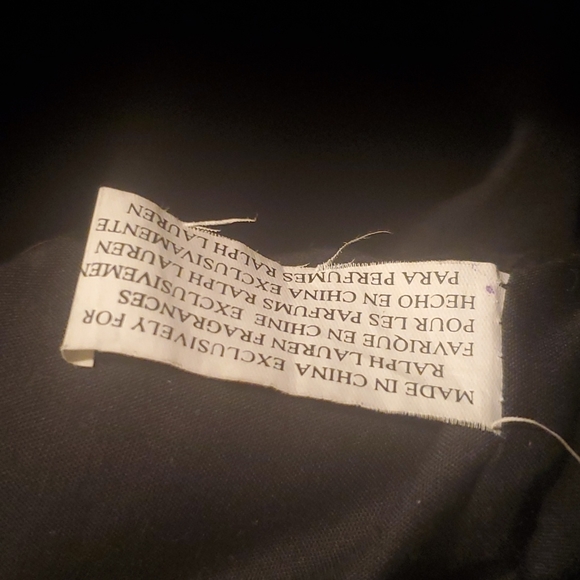 MADE IN CHINA EXCLUSIVELY FOR
RALPH LAUREN FRAGRANCES
FAVRIQUE EN CHINE EXCLUSIVEMEN
POUR LES PARFUMS RALPH LAUREN
HECHO EN CHINA EXCLUSIVAMENTE
PARA PERFUMES RALPH LAUREN